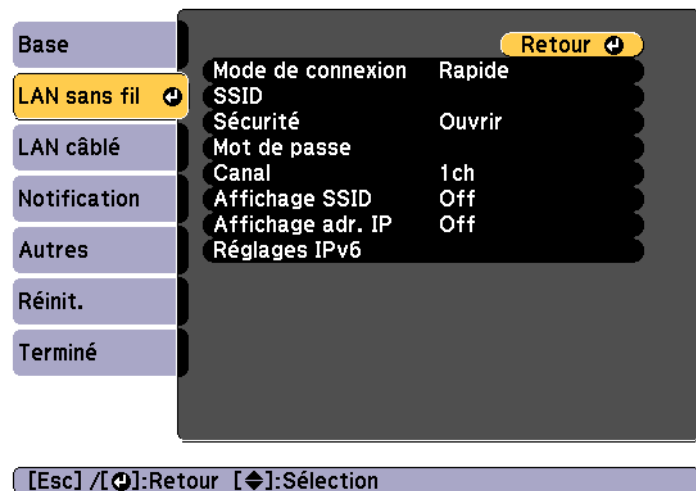 Base
LAN sans fil
LAN câblé
Notification
Autres
Réinit.
Terminé
Retour
Mode de connexion Rapide
SSID
Sécurité Ouvrir
Mot de passe
Canal 1ch
Affichage SSID Off
Affichage adr. IP Off
Réglages IPv6
[Esc] /[⏎]:Retour [◆]:Sélection